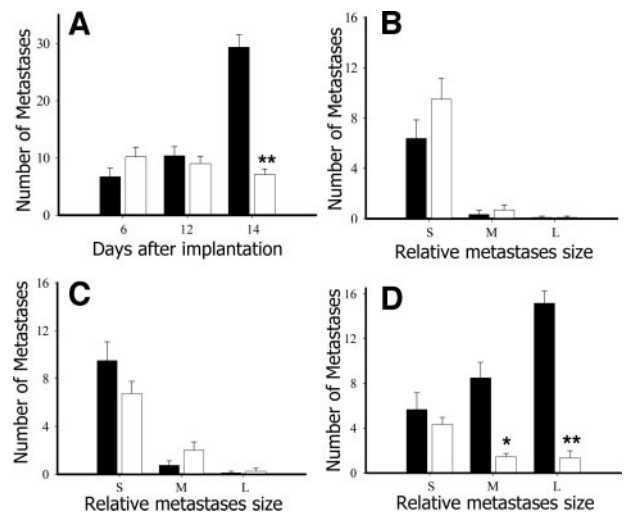 A
Number of Metastases
30
20
10
0
**
6 12 14
Days after implantation
B
Number of Metastases
16
12
8
4
0
S M L
Relative metastases size
C
Number of Metastases
16
12
8
4
0
S M L
Relative metastases size
D
Number of Metastases
16
12
8
4
0
* **
S M L
Relative metastases size